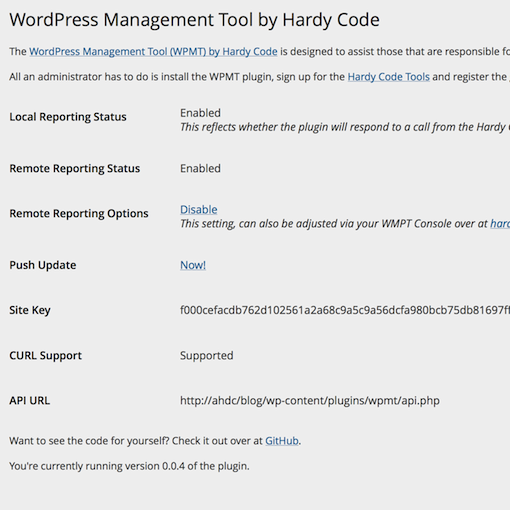 WordPress Management Tool by Hardy Code
The WordPress Management Tool (WPMT) by Hardy Code is designed to assist those that are responsible fo
All an administrator has to do is install the WPMT plugin, sign up for the Hardy Code Tools and register the
Local Reporting Status
Enabled
This reflects whether the plugin will respond to a call from the Hardy
Remote Reporting Status
Enabled
Remote Reporting Options
Disable
This setting, can also be adjusted via your WMPT Console over at hard
Push Update
Now!
Site Key
f000cefacdb762d102561a2a68c9a5c9a56dcfa980bcb75db81697ff
CURL Support
Supported
API URL
http://ahdc/blog/wp-content/plugins/wpmt/api.php
Want to see the code for yourself? Check it out over at GitHub.
You're currently running version 0.0.4 of the plugin.